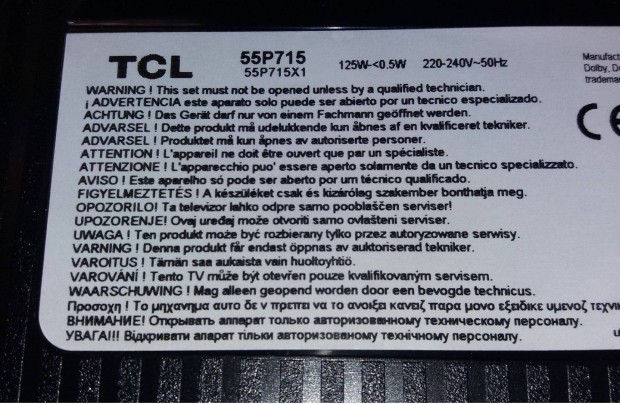 TCL 55P715 125W-<0.5W 220-240V~50Hz
55P715X1
Manufact
Dolby, D
tradema
WARNING ! This set must not be opened unless by a qualified technician.
¡ ADVERTENCIA este aparato solo puede ser abierto por un tecnico especializado.
ACHTUNG ! Das Gerät darf nur von einem Fachmann geöffnet werden.
ADVARSEL ! Dette produkt må udelukkende kun åbnes af en kvalificeret tekniker.
ADVARSEL ! Produktet må kun åpnes av autoriserte personer.
ATTENTION ! L'appareil ne doit être ouvert que par un spécialiste.
ATTENZIONE ! L'apparecchio puo' essere aperto solamente da un tecnico specializzato.
AVISO ! Este aparelho só pode ser aberto por um técnico qualificado.
FIGYELMEZTETÉS ! A készüléket csak és kizárólag szakember bonthatja meg.
OPOZORILO! Ta televizor lahko odpre samo pooblaščen serviser!
UPOZORENJE! Ovaj uređaj može otvoriti samo ovlašteni serviser.
UWAGA ! Ten produkt może być rozbierany tylko przez autoryzowane serwisy.
VARNING ! Denna produkt får endast öppnas av auktoriserad tekniker.
VAROITUS ! Tämän saa aukaista vain huoltoyhtiö.
VAROVÁNÍ ! Tento TV může být otevřen pouze kvalifikovaným servisem.
WAARSCHUWING ! Mag alleen geopend worden door een bevogde technicus.
Προσοχη ! Το μηχανημα αυτο δε ν πρεπει να το ανοιξει κανειζ παρα μονο εξειδικε υμενοζ τεχνι
ВНИМАНИЕ! Открывать аппарат только авторизованному техническому персоналу.
УВАГА!!! Відкривати апарат тільки авторизованому технічному персоналу.
CE